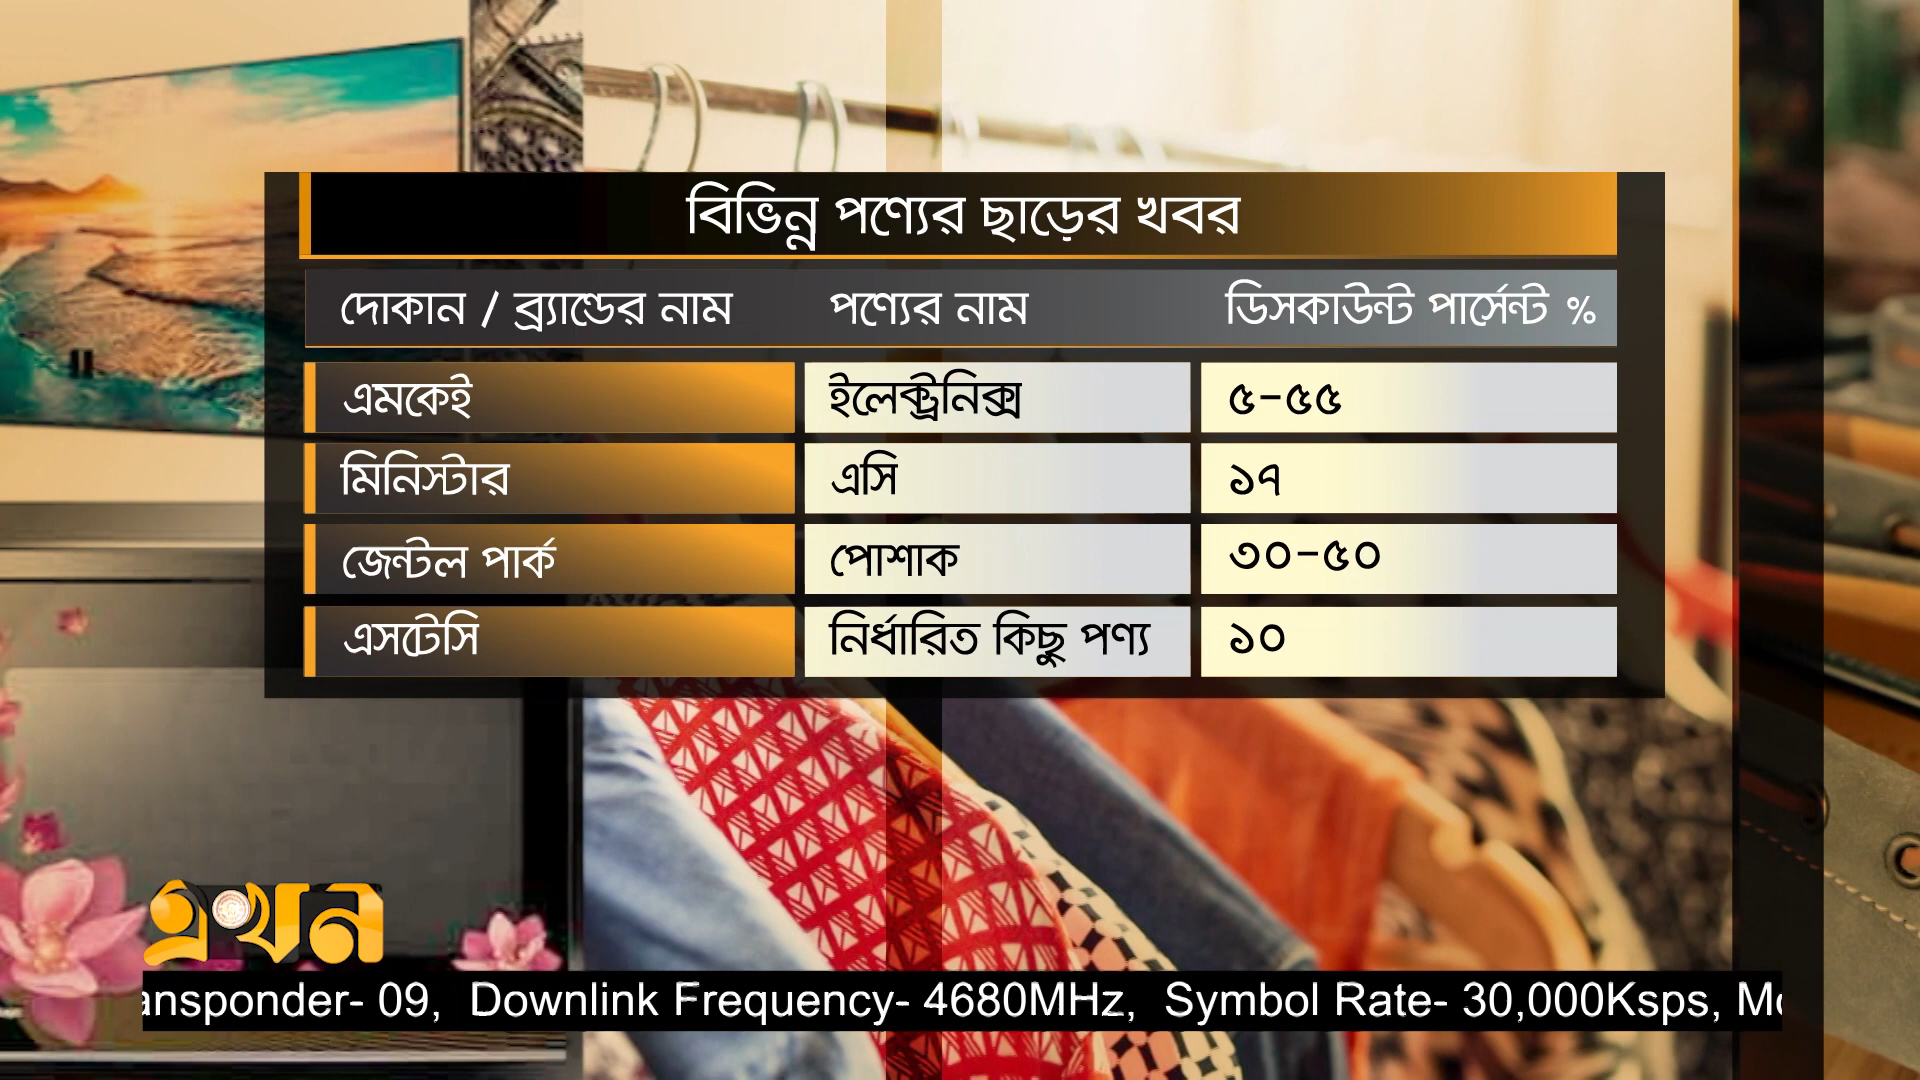 বিভিন্ন পণ্যের ছাড়ের খবর
দোকান / ব্র্যান্ডের নাম পণ্যের নাম ডিসকাউন্ট পার্সেন্ট %
এমকেই ইলেক্ট্রনিক্স ৫-৫৫
মিনিস্টার এসি ১৭
জেন্টল পার্ক পোশাক ৩০-৫০
এসটেসি নির্ধারিত কিছু পণ্য ১০
এখন
ansponder- 09, Downlink Frequency- 4680MHz, Symbol Rate- 30,000Ksps,